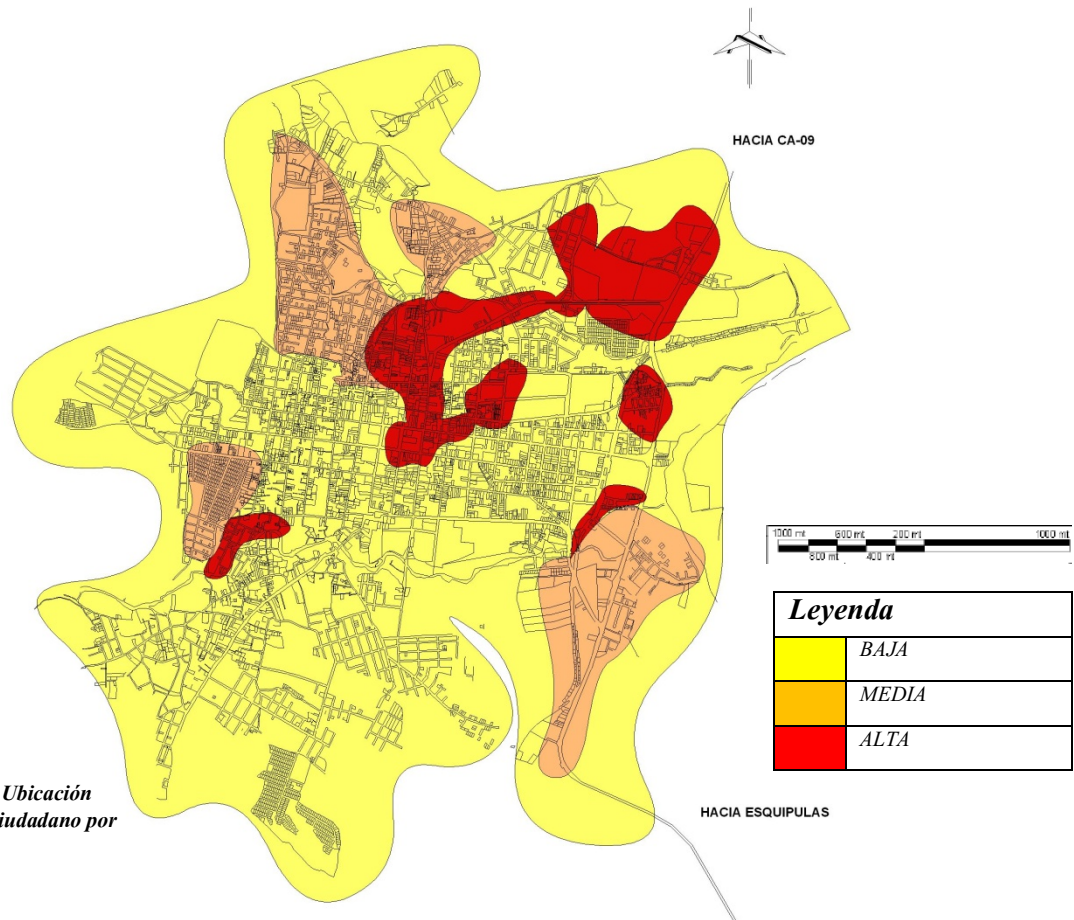 HACIA CA-09
1000 mt 600 mt 200 mt 1000 mt
800 mt 400 mt
Leyenda
BAJA
MEDIA
ALTA
Ubicación
iudadano por
HACIA ESQUIPULAS